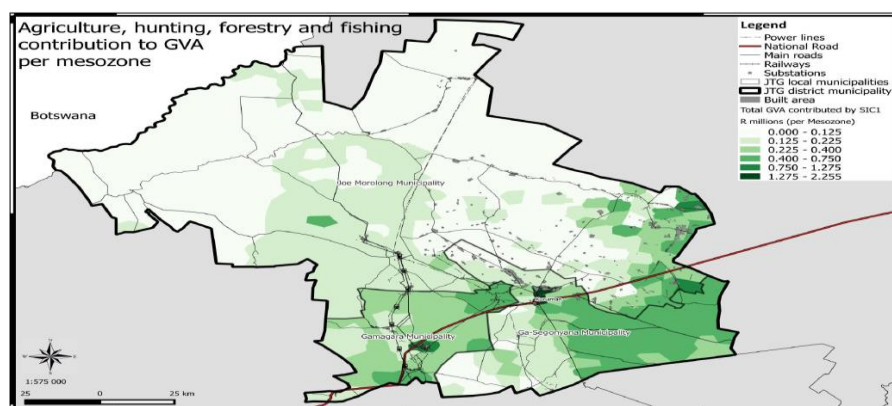 Agriculture, hunting, forestry and fishing
contribution to GVA
per mesozone
Botswana
Legend
Power lines
National Road
Main roads
Railways
Substations
JTG local municipalities
JTG district municipality
Built area
Total GVA contributed by SIC1
R millions (per Mesozone)
0.000 - 0.125
0.125 - 0.225
0.225 - 0.400
0.400 - 0.750
0.750 - 1.275
1.275 - 2.255
Joe Morolong Municipality
Gamagara Municipality
Ga-Segonyana Municipality
N
W
E
S
1:575 000
25
0
25 km